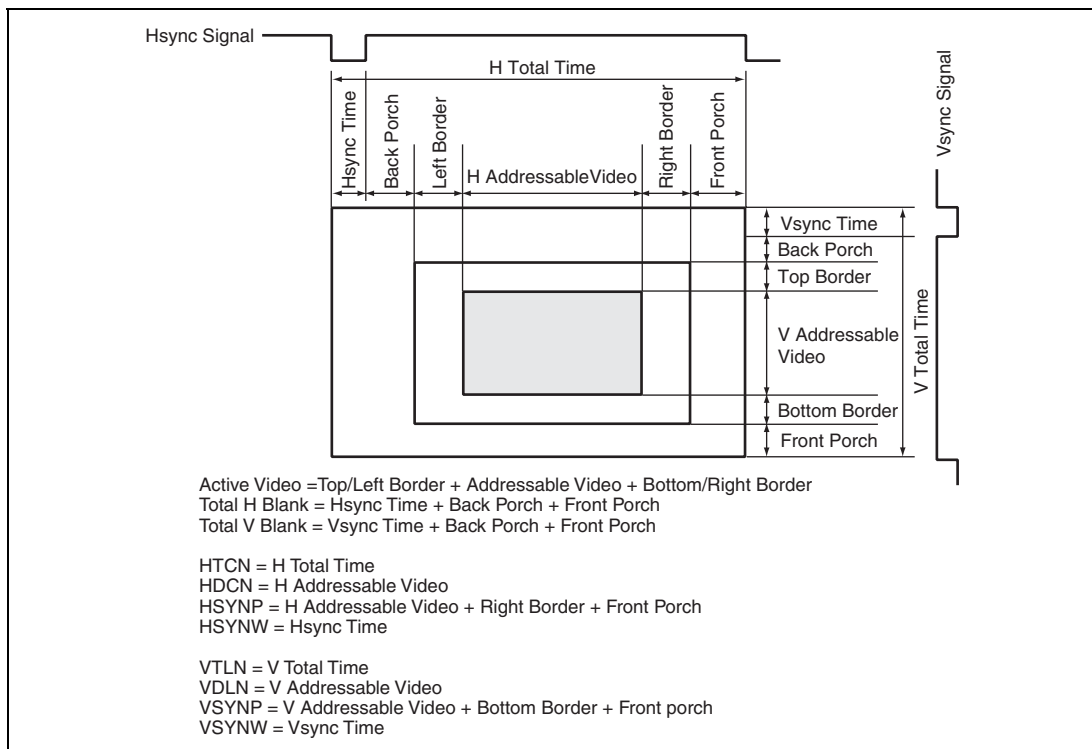 Hsync Signal
H Total Time
Hsync Time
Back Porch
Left Border
H AddressableVideo
Right Border
Front Porch
Vsync Signal
Vsync Time
Back Porch
Top Border
V Addressable
Video
Bottom Border
Front Porch
V Total Time
Active Video =Top/Left Border + Addressable Video + Bottom/Right Border
Total H Blank = Hsync Time + Back Porch + Front Porch
Total V Blank = Vsync Time + Back Porch + Front Porch
HTCN = H Total Time
HDCN = H Addressable Video
HSYNP = H Addressable Video + Right Border + Front Porch
HSYNW = Hsync Time
VTLN = V Total Time
VDLN = V Addressable Video
VSYNP = V Addressable Video + Bottom Border + Front porch
VSYNW = Vsync Time